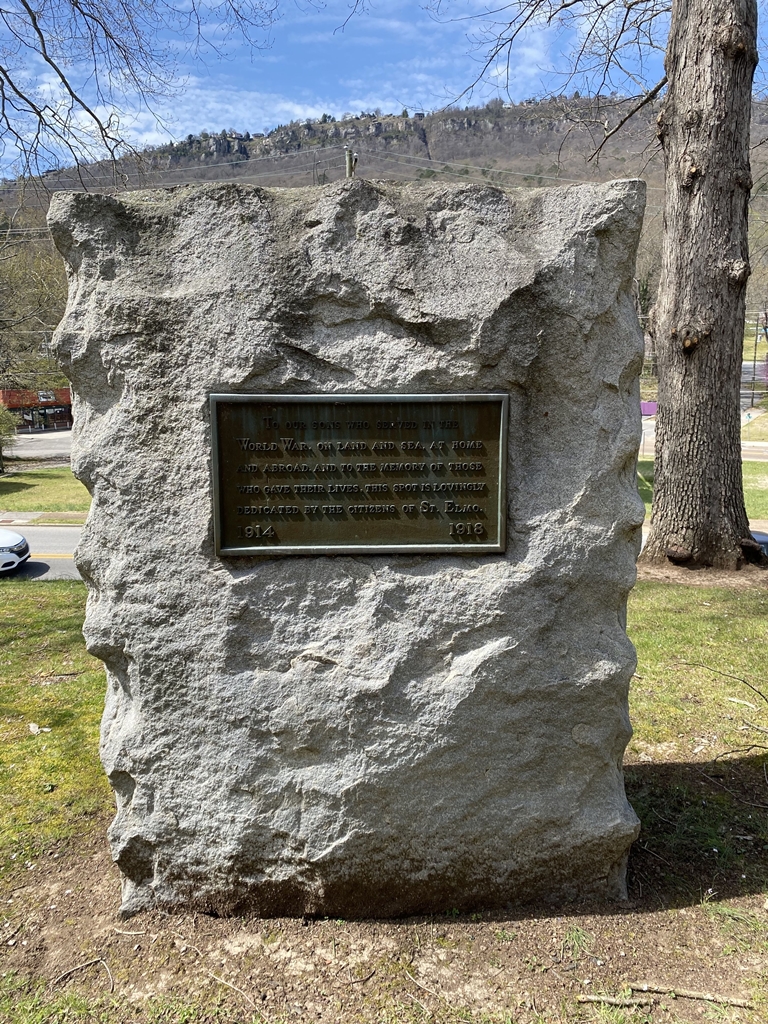 To our sons who served in the
World War, on land and sea, at home
and abroad, and to the memory of those
who gave their lives, this spot is lovingly
dedicated by the citizens of St. Elmo.
1914 1918